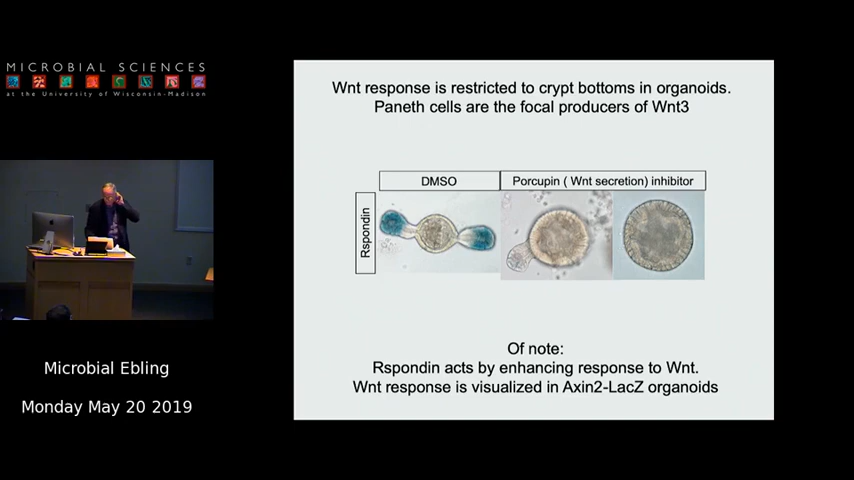 MICROBIAL SCIENCES
at the University of Wisconsin-Madison
Microbial Ebling
Monday May 20 2019
Wnt response is restricted to crypt bottoms in organoids.
Paneth cells are the focal producers of Wnt3
DMSO
Porcupin ( Wnt secretion) inhibitor
Rspondin
Of note:
Rspondin acts by enhancing response to Wnt.
Wnt response is visualized in Axin2-LacZ organoids